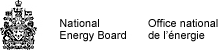 National
Energy Board
Office national
de l'énergie